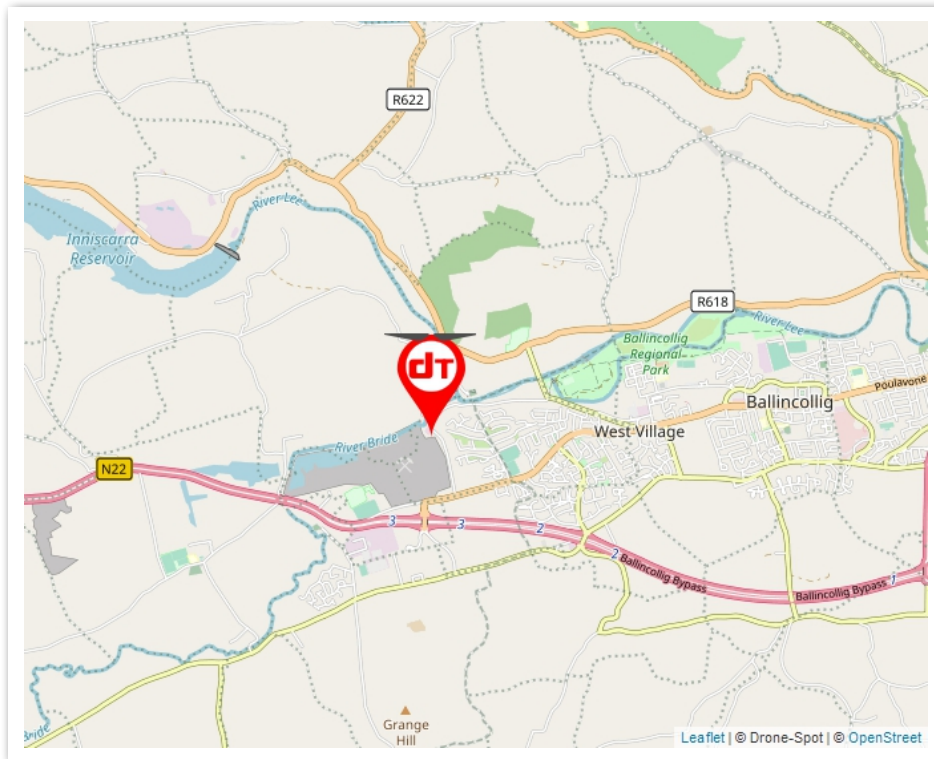 R622
River Lee
Inniscarra
Reservoir
R618
River Lee
Ballincollig
Regional
Park
dT
Poulavone
Ballincollig
West Village
River Bride
N22
3
3
2
2
Ballincollig Bypass
1
Ballincollig Bypass
Bride
Grange
Hill
Leaflet | © Drone-Spot | © OpenStreet